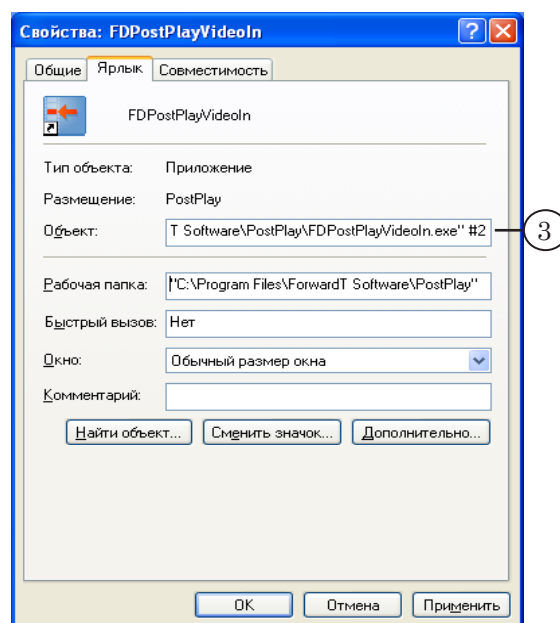 Свойства: FDPostPlayVideoIn
Общие Ярлык Совместимость
FDPostPlayVideoIn
Тип объекта: Приложение
Размещение: PostPlay
Объект: T Software\PostPlay\FDPostPlayVideoIn.exe" #2
3
Рабочая папка: "C:\Program Files\ForwardT Software\PostPlay"
Быстрый вызов: Нет
Окно: Обычный размер окна
Комментарий:
Найти объект... Сменить значок... Дополнительно...
ОК Отмена Применить